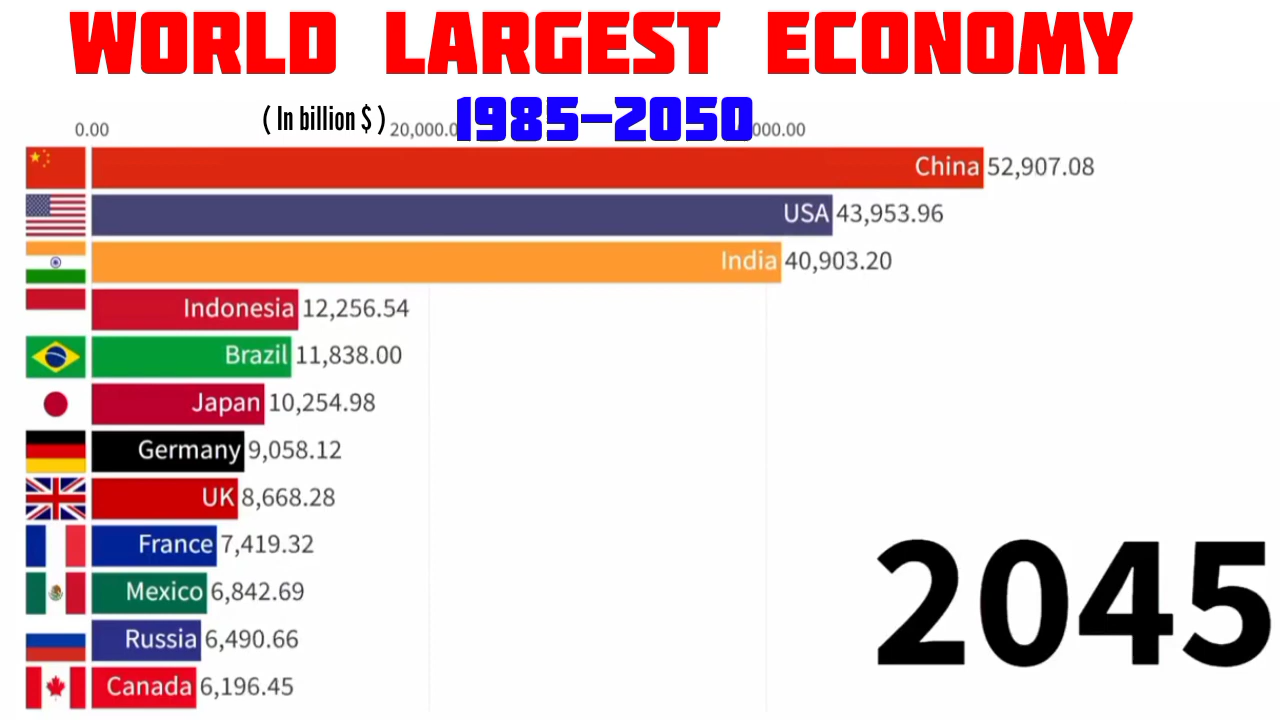 WORLD LARGEST ECONOMY
( In billion $ ) 1985-2050
0.00 20,000.0 000.00
China 52,907.08
USA 43,953.96
India 40,903.20
Indonesia 12,256.54
Brazil 11,838.00
Japan 10,254.98
Germany 9,058.12
UK 8,668.28
France 7,419.32
Mexico 6,842.69
Russia 6,490.66
Canada 6,196.45
2045